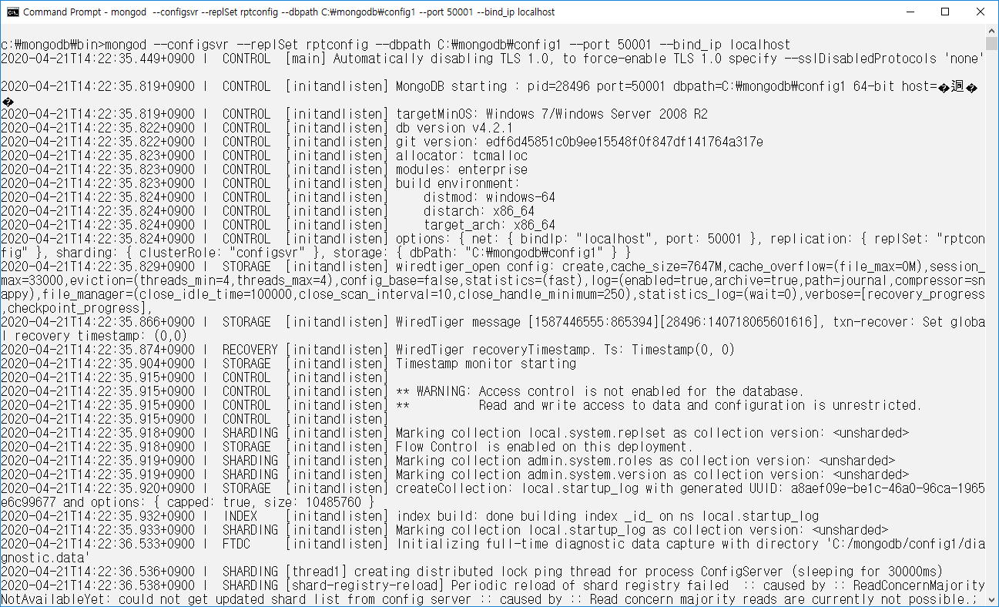 Command Prompt - mongod  --configsvr --replSet rptconfig --dbpath C:₩mongodb₩config1 --port 50001 --bind_ip localhost
c:₩mongodb₩bin>mongod --configsvr --replSet rptconfig --dbpath C:₩mongodb₩config1 --port 50001 --bind_ip localhost
2020-04-21T14:22:35.449+0900 I  CONTROL  [main] Automatically disabling TLS 1.0, to force-enable TLS 1.0 specify --sslDisabledProtocols 'none'
2020-04-21T14:22:35.819+0900 I  CONTROL  [initandlisten] MongoDB starting : pid=28496 port=50001 dbpath=C:₩mongodb₩config1 64-bit host=�逥�
�
2020-04-21T14:22:35.819+0900 I  CONTROL  [initandlisten] targetMinOS: Windows 7/Windows Server 2008 R2
2020-04-21T14:22:35.822+0900 I  CONTROL  [initandlisten] db version v4.2.1
2020-04-21T14:22:35.822+0900 I  CONTROL  [initandlisten] git version: edf6d45851c0b9ee15548f0f847df141764a317e
2020-04-21T14:22:35.823+0900 I  CONTROL  [initandlisten] allocator: tcmalloc
2020-04-21T14:22:35.823+0900 I  CONTROL  [initandlisten] modules: enterprise
2020-04-21T14:22:35.823+0900 I  CONTROL  [initandlisten] build environment:
2020-04-21T14:22:35.824+0900 I  CONTROL  [initandlisten]     distmod: windows-64
2020-04-21T14:22:35.824+0900 I  CONTROL  [initandlisten]     distarch: x86_64
2020-04-21T14:22:35.824+0900 I  CONTROL  [initandlisten]     target_arch: x86_64
2020-04-21T14:22:35.824+0900 I  CONTROL  [initandlisten] options: { net: { bindIp: "localhost", port: 50001 }, replication: { replSet: "rptcon
fig" }, sharding: { clusterRole: "configsvr" }, storage: { dbPath: "C:₩mongodb₩config1" } }
2020-04-21T14:22:35.829+0900 I  STORAGE  [initandlisten] wiredtiger_open config: create,cache_size=7647M,cache_overflow=(file_max=0M),session_
max=33000,eviction=(threads_min=4,threads_max=4),config_base=false,statistics=(fast),log=(enabled=true,archive=true,path=journal,compressor=sn
appy),file_manager=(close_idle_time=100000,close_scan_interval=10,close_handle_minimum=250),statistics_log=(wait=0),verbose=[recovery_progress
,checkpoint_progress],
2020-04-21T14:22:35.866+0900 I  STORAGE  [initandlisten] WiredTiger message [1587446555:865394][28496:140718065601616], txn-recover: Set globa
l recovery timestamp: (0,0)
2020-04-21T14:22:35.874+0900 I  RECOVERY [initandlisten] WiredTiger recoveryTimestamp. Ts: Timestamp(0, 0)
2020-04-21T14:22:35.904+0900 I  STORAGE  [initandlisten] Timestamp monitor starting
2020-04-21T14:22:35.915+0900 I  CONTROL  [initandlisten]
2020-04-21T14:22:35.915+0900 I  CONTROL  [initandlisten] ** WARNING: Access control is not enabled for the database.
2020-04-21T14:22:35.915+0900 I  CONTROL  [initandlisten] **          Read and write access to data and configuration is unrestricted.
2020-04-21T14:22:35.915+0900 I  CONTROL  [initandlisten]
2020-04-21T14:22:35.918+0900 I  SHARDING [initandlisten] Marking collection local.system.replset as collection version: <unsharded>
2020-04-21T14:22:35.918+0900 I  STORAGE  [initandlisten] Flow Control is enabled on this deployment.
2020-04-21T14:22:35.919+0900 I  SHARDING [initandlisten] Marking collection admin.system.roles as collection version: <unsharded>
2020-04-21T14:22:35.919+0900 I  SHARDING [initandlisten] Marking collection admin.system.version as collection version: <unsharded>
2020-04-21T14:22:35.920+0900 I  STORAGE  [initandlisten] createCollection: local.startup_log with generated UUID: a8aef09e-be1c-46a0-96ca-1965
e6c99677 and options: { capped: true, size: 10485760 }
2020-04-21T14:22:35.932+0900 I  INDEX    [initandlisten] index build: done building index _id_ on ns local.startup_log
2020-04-21T14:22:35.933+0900 I  SHARDING [initandlisten] Marking collection local.startup_log as collection version: <unsharded>
2020-04-21T14:22:36.533+0900 I  FTDC     [initandlisten] Initializing full-time diagnostic data capture with directory 'C:/mongodb/config1/dia
gnostic.data'
2020-04-21T14:22:36.536+0900 I  SHARDING [thread1] creating distributed lock ping thread for process ConfigServer (sleeping for 30000ms)
2020-04-21T14:22:36.538+0900 I  SHARDING [shard-registry-reload] Periodic reload of shard registry failed  :: caused by :: ReadConcernMajority
NotAvailableYet: could not get updated shard list from config server :: caused by :: Read concern majority reads are currently not possible.;